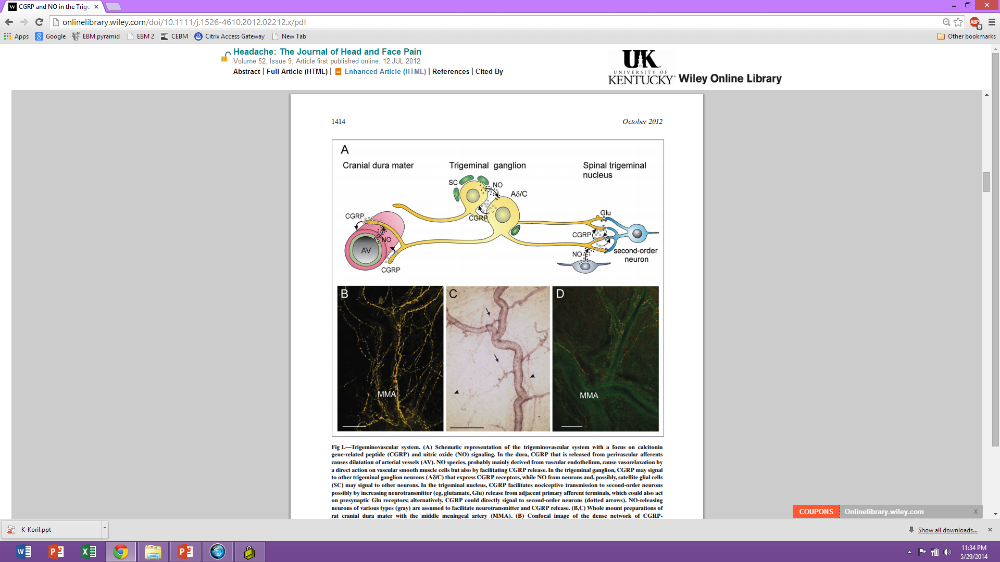 CGRP and NO in the Trige
onlinelibrary.wiley.com/doi/10.1111/j.1526-4610.2012.02212.x/pdf
ABP
8
Apps Google EBM pyramid EBM 2 CEBM Citrix Access Gateway New Tab Other bookmarks
Headache: The Journal of Head and Face Pain
Volume 52, Issue 9, Article first published online: 12 JUL 2012
Abstract | Full Article (HTML) | Enhanced Article (HTML) | References | Cited By
UK
UNIVERSITY OF
KENTUCKY Wiley Online Library
1414 October 2012
A
Cranial dura mater Trigeminal ganglion Spinal trigeminal
nucleus
SC NO
Aδ/C
CGRP CGRP Glu
NO CGRP
AV
NO second-order
neuron
CGRP
B C D
MMA MMA
Fig 1.—Trigeminovascular system. (A) Schematic representation of the trigeminovascular system with a focus on calcitonin
gene-related peptide (CGRP) and nitric oxide (NO) signaling. In the dura, CGRP that is released from perivascular afferents
causes dilatation of arterial vessels (AV). NO species, probably mainly derived from vascular endothelium, cause vasorelaxation by
a direct action on vascular smooth muscle cells but also by facilitating CGRP release. In the trigeminal ganglion, CGRP may signal
to other trigeminal ganglion neurons (Aδ/C) that express CGRP receptors, while NO from neurons and, possibly, satellite glial cells
(SC) may signal to other neurons. In the trigeminal nucleus, CGRP facilitates nociceptive transmission to second-order neurons
possibly by increasing neurotransmitter (eg, glutamate, Glu) release from adjacent primary afferent terminals, which could also act
on presynaptic Glu receptors; alternatively, CGRP could directly signal to second-order neurons (dotted arrows). NO-releasing
neurons of various types (gray) are assumed to facilitate neurotransmitter and CGRP release. (B,C) Whole mount preparations of
rat cranial dura mater with the middle meningeal artery (MMA). (B) Confocal image of the dense network of CGRP-
COUPONS Onlinelibrary.wiley.com x
K-Koril.ppt Show all downloads...
11:34 PM
5/29/2014